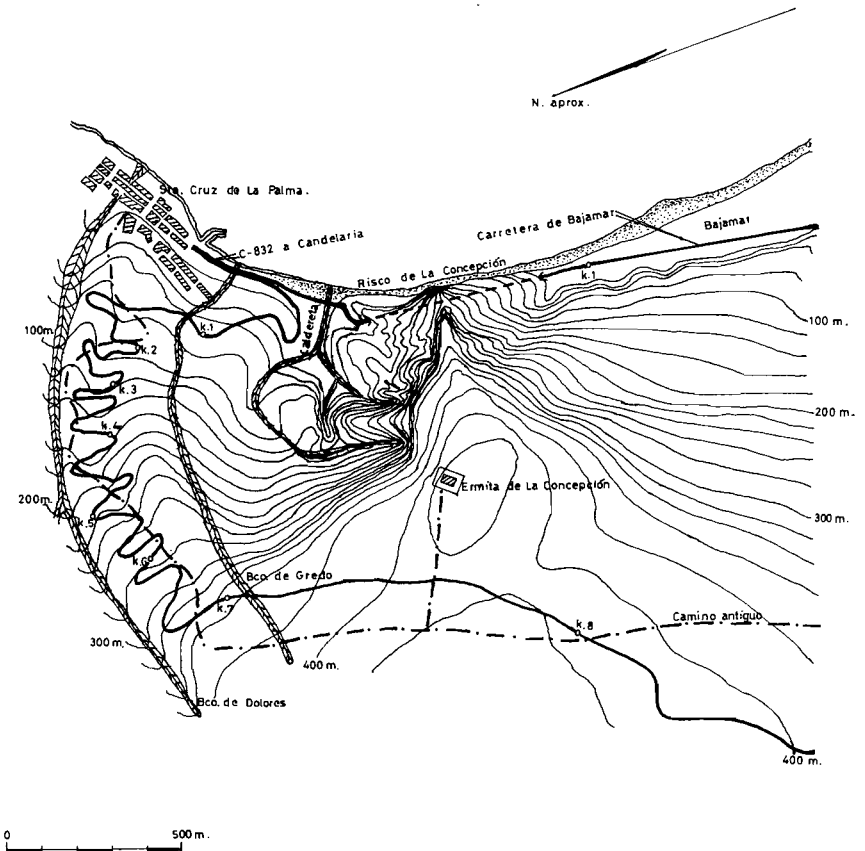 N. aprox.
Sta. Cruz de La Palma.
C-832 a Candelaria
Carretera de Bajamar
Bajamar
Risco de La Concepción
k.1
Caldereta
k.1
100m.
100 m.
k.2
k.3
200 m.
k.4
Ermita de La Concepción
200m.
k.5
300 m.
k.6
Bco. de Gredo
k.7
Camino antiguo
k.8
300 m.
400 m.
Bco. de Dolores
400 m.
0 500 m.